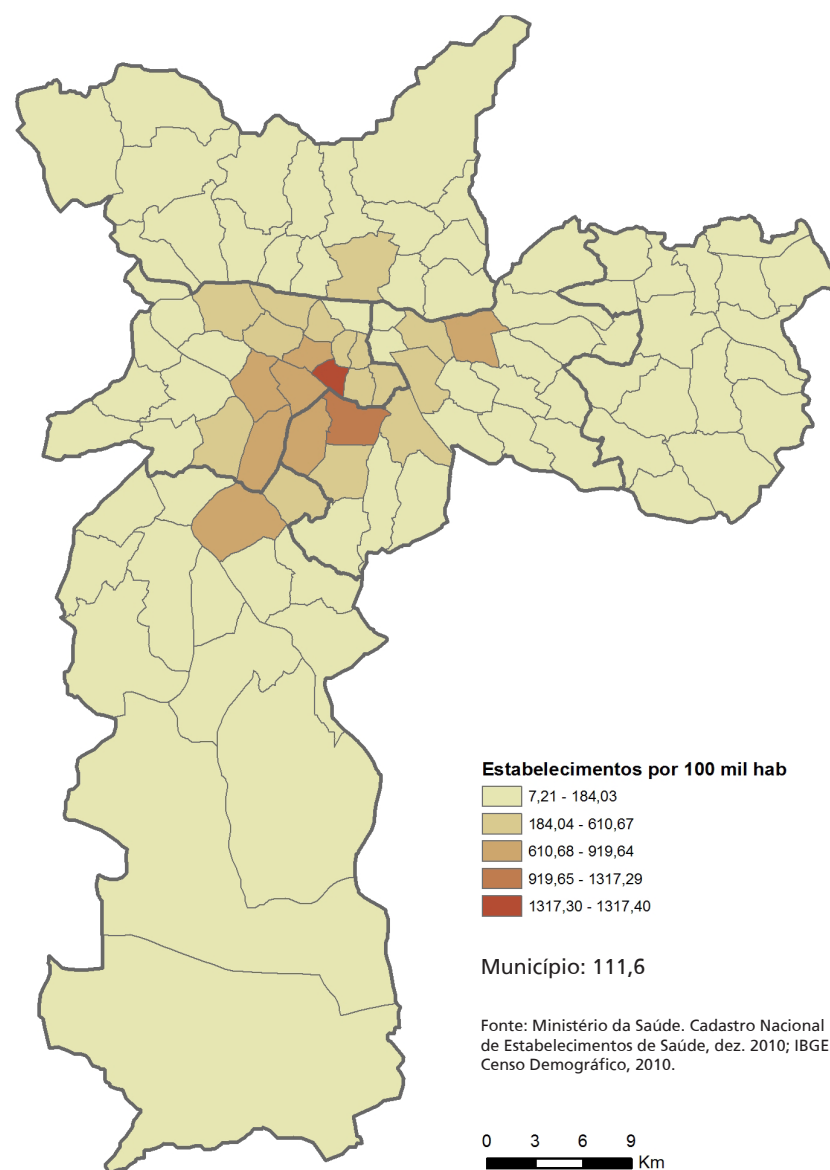 Estabelecimentos por 100 mil hab
7,21 - 184,03
184,04 - 610,67
610,68 - 919,64
919,65 - 1317,29
1317,30 - 1317,40
Município: 111,6
Fonte: Ministério da Saúde. Cadastro Nacional
de Estabelecimentos de Saúde, dez. 2010; IBGE
Censo Demográfico, 2010.
0 3 6 9
Km